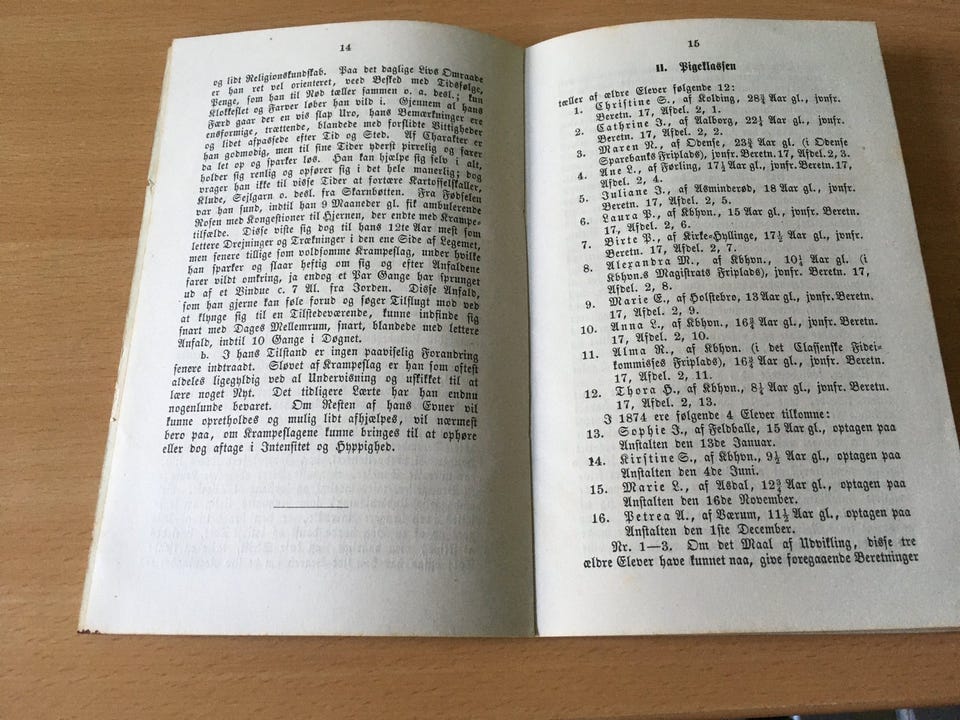 14
og lidt Religionskundskab. Paa det daglige Livs Omraade
er han ret vel orienteret, veed Besked med Tidsfølge,
Penge, som han til Nød tæller sammen o. a. desl.; kun
Klokkeslet og Farver løber han vild i. Gjennem al hans
Færd gaar der en vis slap Uro, hans Bemærkninger ere
ensformige, trættende, blandede med forslidte Vittigheder
og lidet afpassede efter Tid og Sted. Af Charakter er
han godmodig, men til sine Tider yderst pirrelig og farer
da let op og sparker løs. Han kan hjælpe sig selv i alt,
holder sig renlig og opfører sig i det hele manerlig; dog
vrager han ikke til visse Tider at fortære Kartoffelskaller,
Klude, Sejlgarn o. desl. fra Skarnbøtten. Fra Fødselen
var han sund, indtil han 9 Maaneder gl. fik ambulerende
Rosen med Kongestioner til Hjernen, der endte med Krampe-
tilfælde. Disse viste sig dog til hans 12te Aar mest som
lettere Drejninger og Trækninger i den ene Side af Legemet,
men senere tillige som voldsomme Krampeslag, under hvilke
han sparker og slaar heftig om sig og efter Anfaldene
farer vildt omkring, ja endog et Par Gange har sprunget
ud af et Vindue c. 7 Al. fra Jorden. Disse Anfald,
som han gjerne kan føle forud og søger Tilflugt mod ved
at klynge sig til en Tilstedeværende, kunne indfinde sig
snart med Dages Mellemrum, snart, blandede med lettere
Anfald, indtil 10 Gange i Døgnet.
b. I hans Tilstand er ingen paaviselig Forandring
senere indtraadt. Sløvet af Krampeslag er han som oftest
aldeles ligegyldig ved al Undervisning og uskikket til at
lære noget Nyt. Det tidligere Lærte har han endnu
nogenlunde bevaret. Om Resten af hans Evner vil
kunne opretholdes og mulig lidt afhjælpes, vil nærmest
bero paa, om Krampeslagene kunne bringes til at ophøre
eller dog aftage i Intensitet og Hyppighed.
15
II. Pigeklassen
tæller af ældre Elever følgende 12:
1. Christine S., af Kolding, 28¾ Aar gl., jvnfr.
Beretn. 17, Afdel. 2, 1.
2. Cathrine J., af Aalborg, 22¼ Aar gl., jvnfr.
Beretn. 17, Afdel. 2, 2.
3. Maren N., af Odense, 23¾ Aar gl. (i Odense
Sparebanks Friplads), jvnfr. Beretn. 17, Afdel. 2, 3.
4. Ane L., af Førling, 17½ Aar gl., jvnfr. Beretn. 17,
Afdel. 2, 4.
5. Juliane J., af Asminderød, 18 Aar gl., jvnfr.
Beretn. 17, Afdel. 2, 5.
6. Laura P., af Kbhvn., 15 Aar gl., jvnfr. Beretn.
17, Afdel. 2, 6.
7. Birte P., af Kirke-Hyllinge, 17½ Aar gl., jvnfr.
Beretn. 17, Afdel. 2, 7.
8. Alexandra M., af Kbhvn., 10¼ Aar gl. (i
Kbhvn.s Magistrats Friplads), jvnfr. Beretn. 17,
Afdel. 2, 8.
9. Marie E., af Holstebro, 13 Aar gl., jvnfr. Beretn.
17, Afdel. 2, 9.
10. Anna L., af Kbhvn., 16¾ Aar gl., jvnfr. Beretn.
17, Afdel. 2, 10.
11. Alma R., af Kbhvn. (i det Classenske Fidei-
kommisses Friplads), 16¾ Aar gl., jvnfr. Beretn.
17, Afdel. 2, 11.
12. Thora H., af Kbhvn., 8½ Aar gl., jvnfr. Beretn.
17, Afdel. 2, 13.
I 1874 ere følgende 4 Elever tilkomne:
13. Sophie J., af Feldballe, 15 Aar gl., optagen paa
Anstalten den 13de Januar.
14. Kirstine S., af Kbhvn., 9½ Aar gl., optagen paa
Anstalten den 4de Juni.
15. Marie L., af Asdal, 12¾ Aar gl., optagen paa
Anstalten den 16de November.
16. Petrea A., af Værum, 11½ Aar gl., optagen paa
Anstalten den 1ste December.
Nr. 1—3. Om det Maal af Udvikling, disse tre
ældre Elever have kunnet naa, give foregaaende Beretninger